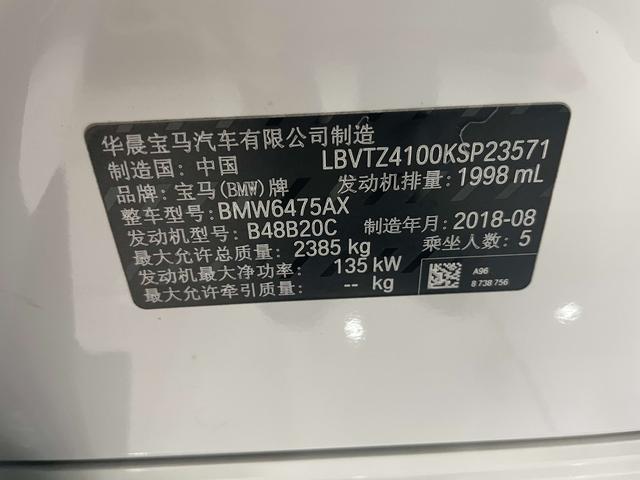 华晨宝马汽车有限公司制造
制造国：中国 LBVTZ4100KSP23571
品牌：宝马(BMW)牌 发动机排量：1998 mL
整车型号：BMW6475AX 制造年月：2018-08
发动机型号：B48B20C 乘坐人数：5
最大允许总质量：2385 kg
发动机最大净功率：135 kW
最大允许牵引质量：-- kg
A96
8 738 756